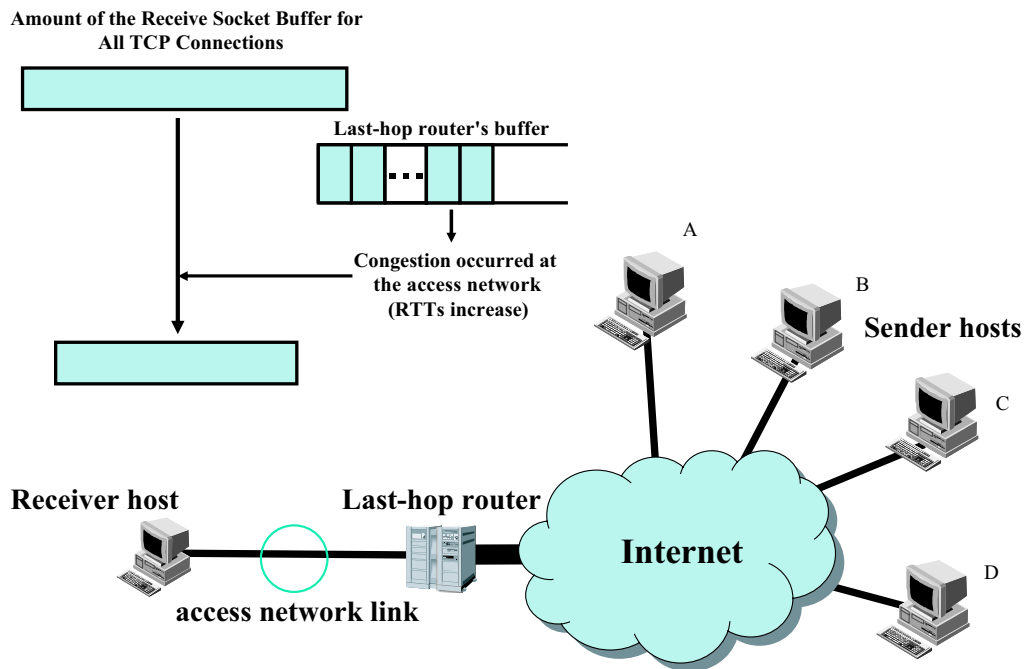 Amount of the Receive Socket Buffer for
All TCP Connections
Last-hop router's buffer
Congestion occurred at
the access network
(RTTs increase)
A
B
Sender hosts
C
Receiver host
Last-hop router
Internet
D
access network link